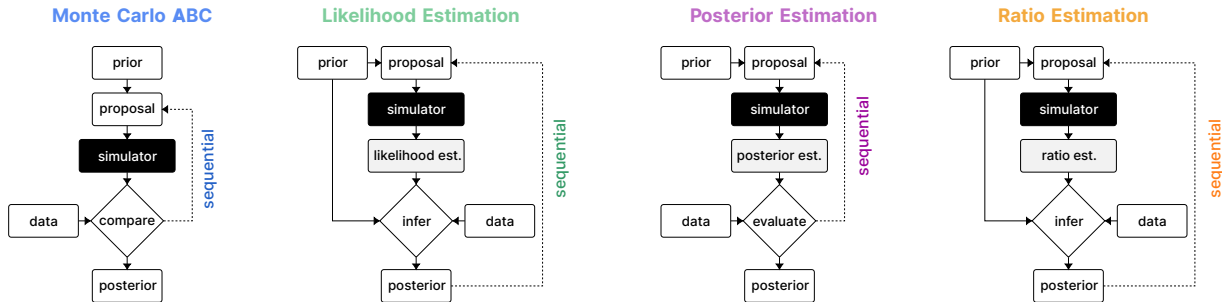 Monte Carlo ABC
prior
proposal
simulator
data
compare
posterior
sequential
Likelihood Estimation
prior
proposal
simulator
likelihood est.
infer
data
posterior
sequential
Posterior Estimation
prior
proposal
simulator
posterior est.
data
evaluate
posterior
sequential
Ratio Estimation
prior
proposal
simulator
ratio est.
infer
data
posterior
sequential